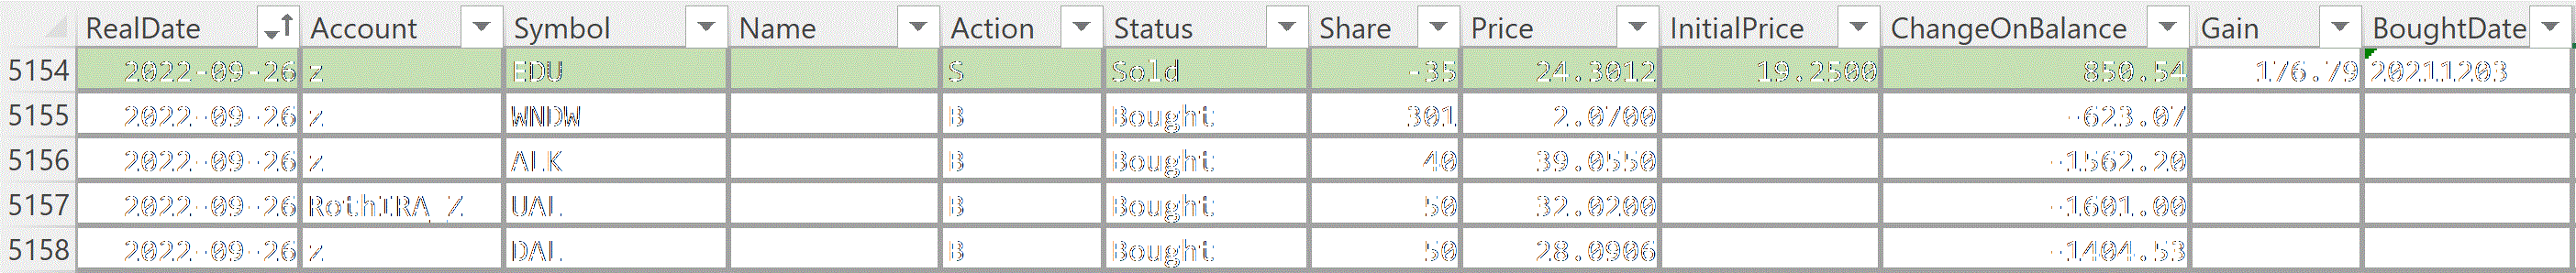 RealDate Account Symbol Name Action Status Share Price InitialPrice ChangeOnBalance Gain BoughtDate
5154 2022-09-26 z EDU S Sold -35 24.3012 19.2500 850.54 176.79 20211203
5155 2022-09-26 z WNDW B Bought 301 2.0700 -623.07
5156 2022-09-26 z ALK B Bought 40 39.0550 -1562.20
5157 2022-09-26 RothIRA_Z UAL B Bought 50 32.0200 -1601.00
5158 2022-09-26 z DAL B Bought 50 28.0906 -1404.53